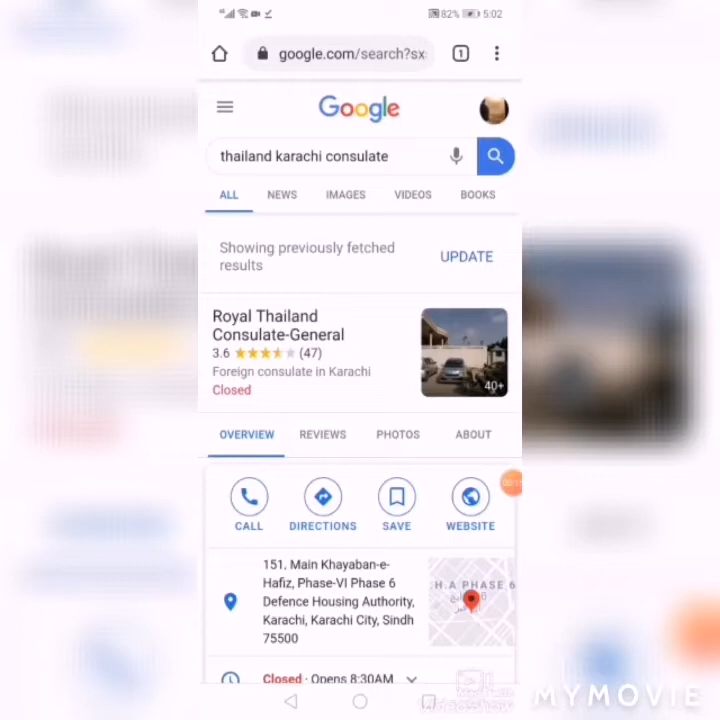 82% 5:02
google.com/search?sx
1
Google
thailand karachi consulate
ALL NEWS IMAGES VIDEOS BOOKS
Showing previously fetched
results
UPDATE
Royal Thailand
Consulate-General
3.6 (47)
Foreign consulate in Karachi
Closed
40+
OVERVIEW REVIEWS PHOTOS ABOUT
CALL DIRECTIONS SAVE WEBSITE
151, Main Khayaban-e-
Hafiz, Phase-VI Phase 6
Defence Housing Authority,
Karachi, Karachi City, Sindh
75500
H.A PHASE 6
Closed · Opens 8:30AM
MYMOVIE